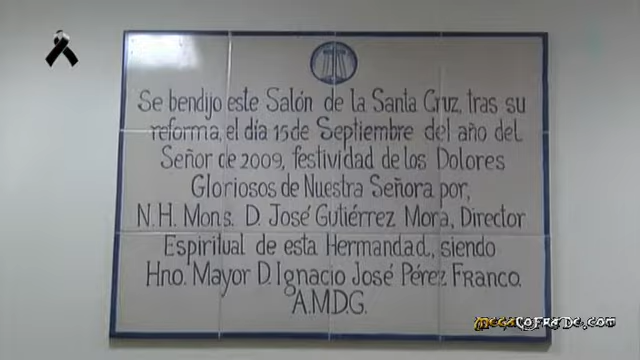 Se bendijo este Salón de la Santa Cruz, tras su
reforma, el día 15 de Septiembre del año del
Señor de 2009, festividad de los Dolores
Gloriosos de Nuestra Señora por,
N.H. Mons. D. José Gutiérrez Mora, Director
Espiritual de esta Hermandad., siendo
Hno. Mayor D. Ignacio José Pérez Franco.
A.M.D.G.
MEGACOFRADE.COM